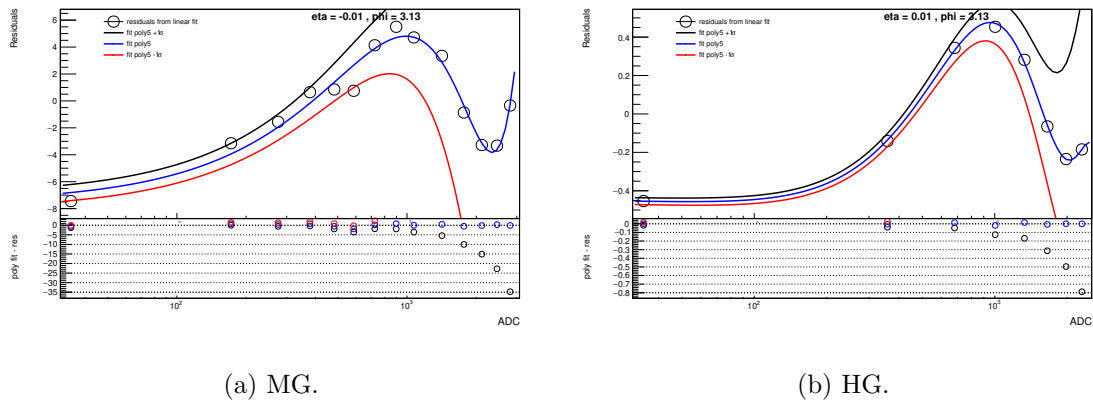 eta = -0.01 , phi = 3.13
Residuals
residuals from linear fit
fit poly5 +1σ
fit poly5
fit poly5 -1σ
6
4
2
0
−2
−4
−6
−8
poly fit - res
0
−5
−10
−15
−20
−25
−30
−35
10²
10³
ADC
(a) MG.
eta = 0.01 , phi = 3.13
Residuals
residuals from linear fit
fit poly5 +1σ
fit poly5
fit poly5 -1σ
0.4
0.2
0
−0.2
−0.4
poly fit - res
0
−0.1
−0.2
−0.3
−0.4
−0.5
−0.6
−0.7
−0.8
10²
10³
ADC
(b) HG.